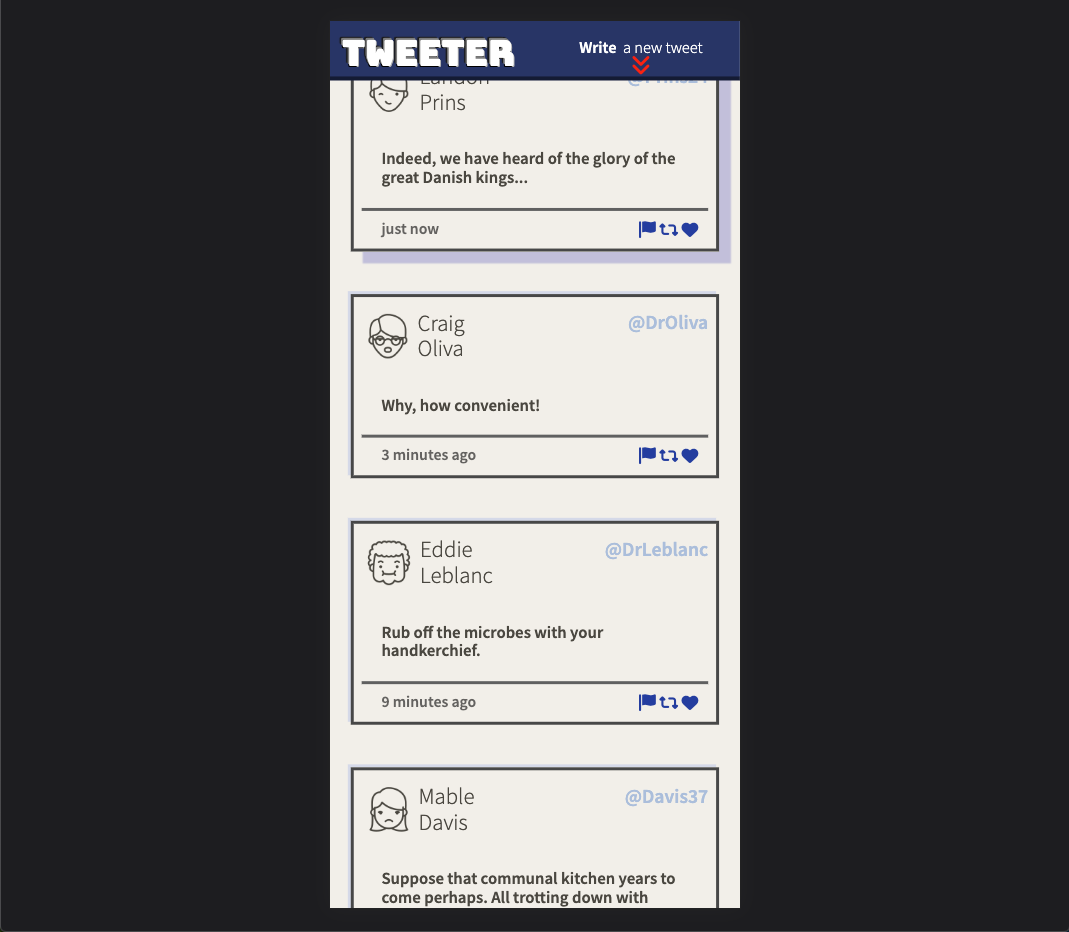 TWEETER
Write a new tweet
Prins
Indeed, we have heard of the glory of the
great Danish kings...
just now
Craig
Oliva
@DrOliva
Why, how convenient!
3 minutes ago
Eddie
Leblanc
@DrLeblanc
Rub off the microbes with your
handkerchief.
9 minutes ago
Mable
Davis
@Davis37
Suppose that communal kitchen years to
come perhaps. All trotting down with